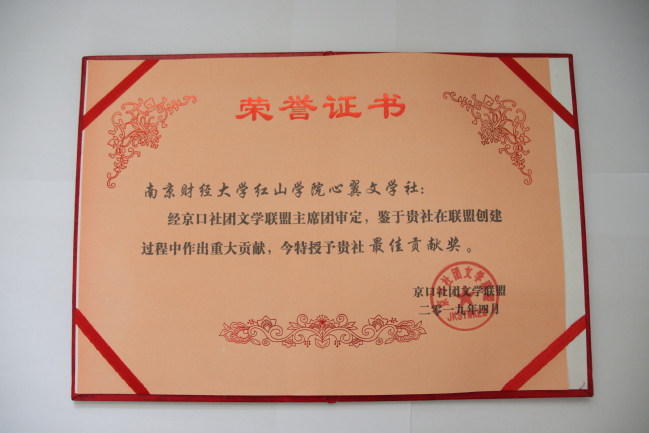 荣誉证书
南京财经大学红山学院心翼文学社：
经京口社团文学联盟主席团审定，鉴于贵社在联盟创建
过程中作出重大贡献，今特授予贵社 最佳贡献奖。
京口社团文学联盟
二零一九年四月